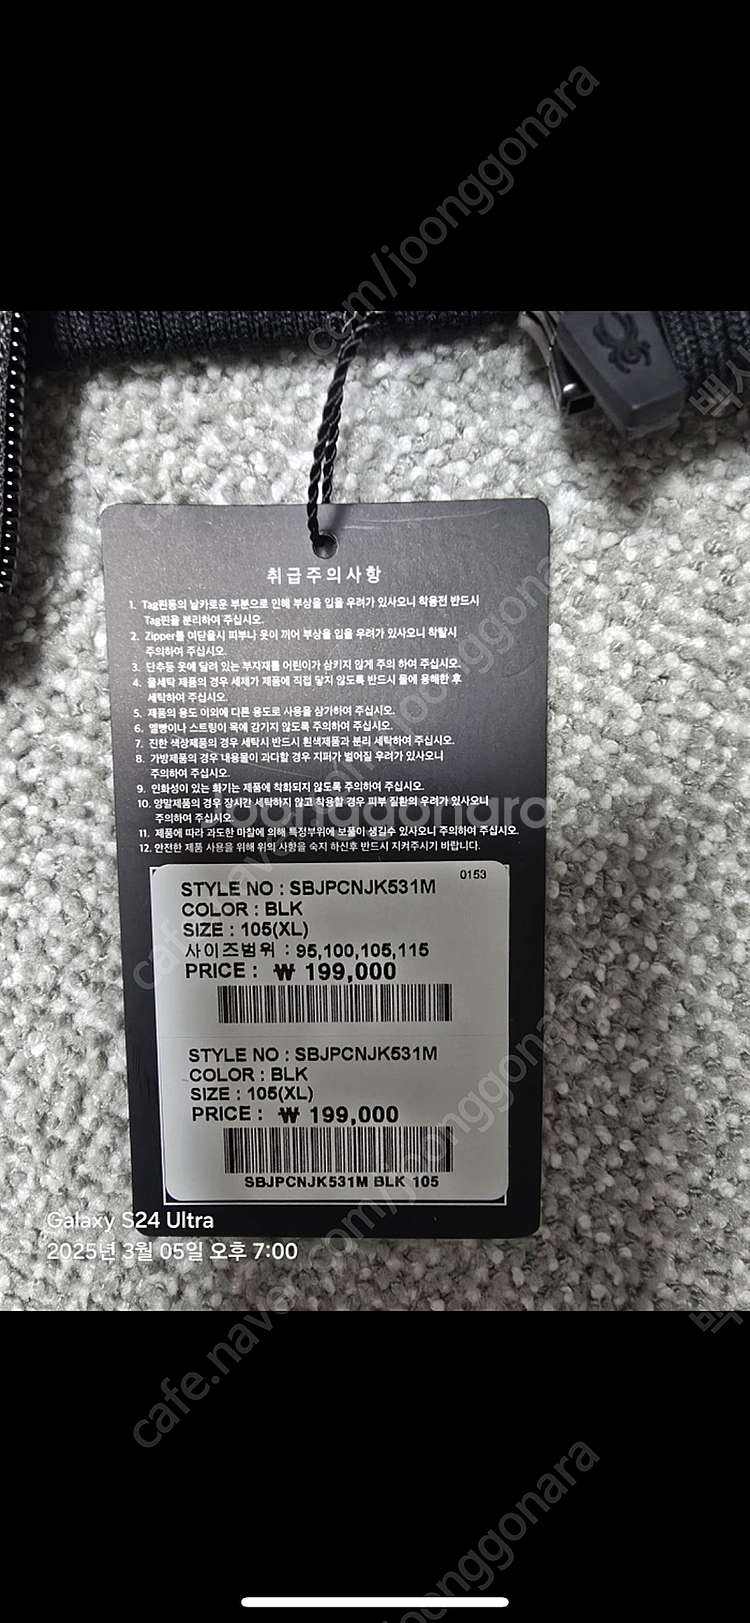 취급주의사항
1. Tag핀등의 날카로운 부분으로 인해 부상을 입을 우려가 있사오니 착용전 반드시
Tag핀을 분리하여 주십시오.
2. Zipper를 여닫을시 피부나 옷이 끼어 부상을 입을 우려가 있사오니 착탈시
주의하여 주십시오.
3. 단추등 옷에 달려 있는 부자재를 어린이가 삼키지 않게 주의 하여 주십시오.
4. 물세탁 제품의 경우 세제가 제품에 직접 닿지 않도록 반드시 물에 용해한 후
세탁하여 주십시오.
5. 제품의 용도 이외에 다른 용도로 사용을 삼가하여 주십시오.
6. 멜빵이나 스트링이 목에 감기지 않도록 주의하여 주십시오.
7. 진한 색상제품의 경우 세탁시 반드시 흰색제품과 분리 세탁하여 주십시오.
8. 가방제품의 경우 내용물이 과다할 경우 지퍼가 벌어질 우려가 있사오니
주의하여 주십시오.
9. 인화성이 있는 화기는 제품에 착화되지 않도록 주의하여 주십시오.
10. 양말제품의 경우 장시간 세탁하지 않고 착용할 경우 피부 질환의 우려가 있사오니
주의하여 주십시오.
11. 제품에 따라 과도한 마찰에 의해 특정부위에 보풀이 생길수 있사오니 주의하여 주십시오.
12. 안전한 제품 사용을 위해 위의 사항을 숙지 하신후 반드시 지켜주시기 바랍니다.
0153
STYLE NO : SBJPCNJK531M
COLOR : BLK
SIZE : 105(XL)
사이즈범위 : 95,100,105,115
PRICE : ₩ 199,000
STYLE NO : SBJPCNJK531M
COLOR : BLK
SIZE : 105(XL)
PRICE : ₩ 199,000
SBJPCNJK531M BLK 105
Galaxy S24 Ultra
2025년 3월 05일 오후 7:00
joonggonara
cafe.naver.com/joonggonara